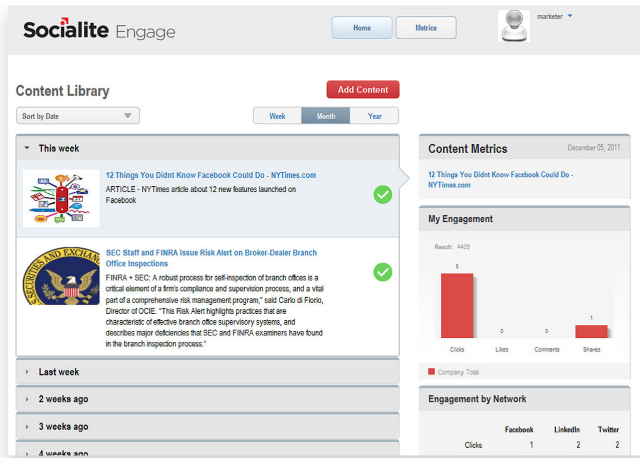 Socialite Engage
Home
Metrics
marketer
Content Library
Add Content
Sort by Date
Week
Month
Year
This week
12 Things You Didnt Know Facebook Could Do - NYTimes.com
ARTICLE - NYTimes article about 12 new features launched on
Facebook
SEC Staff and FINRA Issue Risk Alert on Broker-Dealer Branch
Office Inspections
FINRA + SEC: A robust process for self-inspection of branch offices is a
critical element of a firm's compliance and supervision process, and a vital
part of a comprehensive risk management program," said Carlo di Florio,
Director of OCIE. "This Risk Alert highlights practices that are
characteristic of effective branch office supervisory systems, and
describes major deficiencies that SEC and FINRA examiners have found
in the branch inspection process."
Last week
2 weeks ago
3 weeks ago
4 weeks ago
Content Metrics
December 05, 2011
12 Things You Didnt Know Facebook Could Do -
NYTimes.com
My Engagement
Reach: 4405
8
0
0
1
Clicks
Likes
Comments
Shares
Company Total
Engagement by Network
Facebook
LinkedIn
Twitter
Clicks
1
2
2